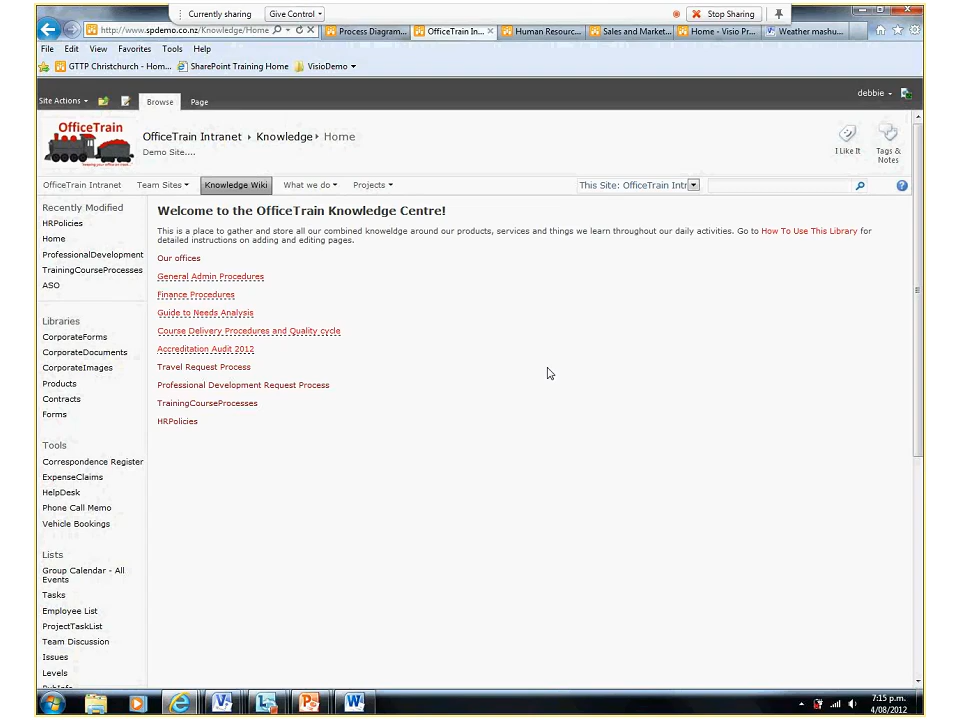 Currently sharing
Give Control
Stop Sharing
http://www.spdemo.co.nz/Knowledge/Home
Process Diagram...
OfficeTrain In...
Human Resourc...
Sales and Market...
Home - Visio Pr...
Weather mashu...
File Edit View Favorites Tools Help
GTTP Christchurch - Hom...
SharePoint Training Home
VisioDemo
Site Actions
Browse
Page
debbie
OfficeTrain
OfficeTrain Intranet
Knowledge
Home
Demo Site....
I Like It
Tags &
Notes
OfficeTrain Intranet
Team Sites
Knowledge Wiki
What we do
Projects
This Site: OfficeTrain Intr
Recently Modified
HRPolicies
Home
ProfessionalDevelopment
TrainingCourseProcesses
ASO
Libraries
CorporateForms
CorporateDocuments
CorporateImages
Products
Contracts
Forms
Tools
Correspondence Register
ExpenseClaims
HelpDesk
Phone Call Memo
Vehicle Bookings
Lists
Group Calendar - All
Events
Tasks
Employee List
ProjectTaskList
Team Discussion
Issues
Levels
Welcome to the OfficeTrain Knowledge Centre!
This is a place to gather and store all our combined knoweldge around our products, services and things we learn throughout our daily activities. Go to How To Use This Library for
detailed instructions on adding and editing pages.
Our offices
General Admin Procedures
Finance Procedures
Guide to Needs Analysis
Course Delivery Procedures and Quality cycle
Accreditation Audit 2012
Travel Request Process
Professional Development Request Process
TrainingCourseProcesses
HRPolicies
7:15 p.m.
4/08/2012